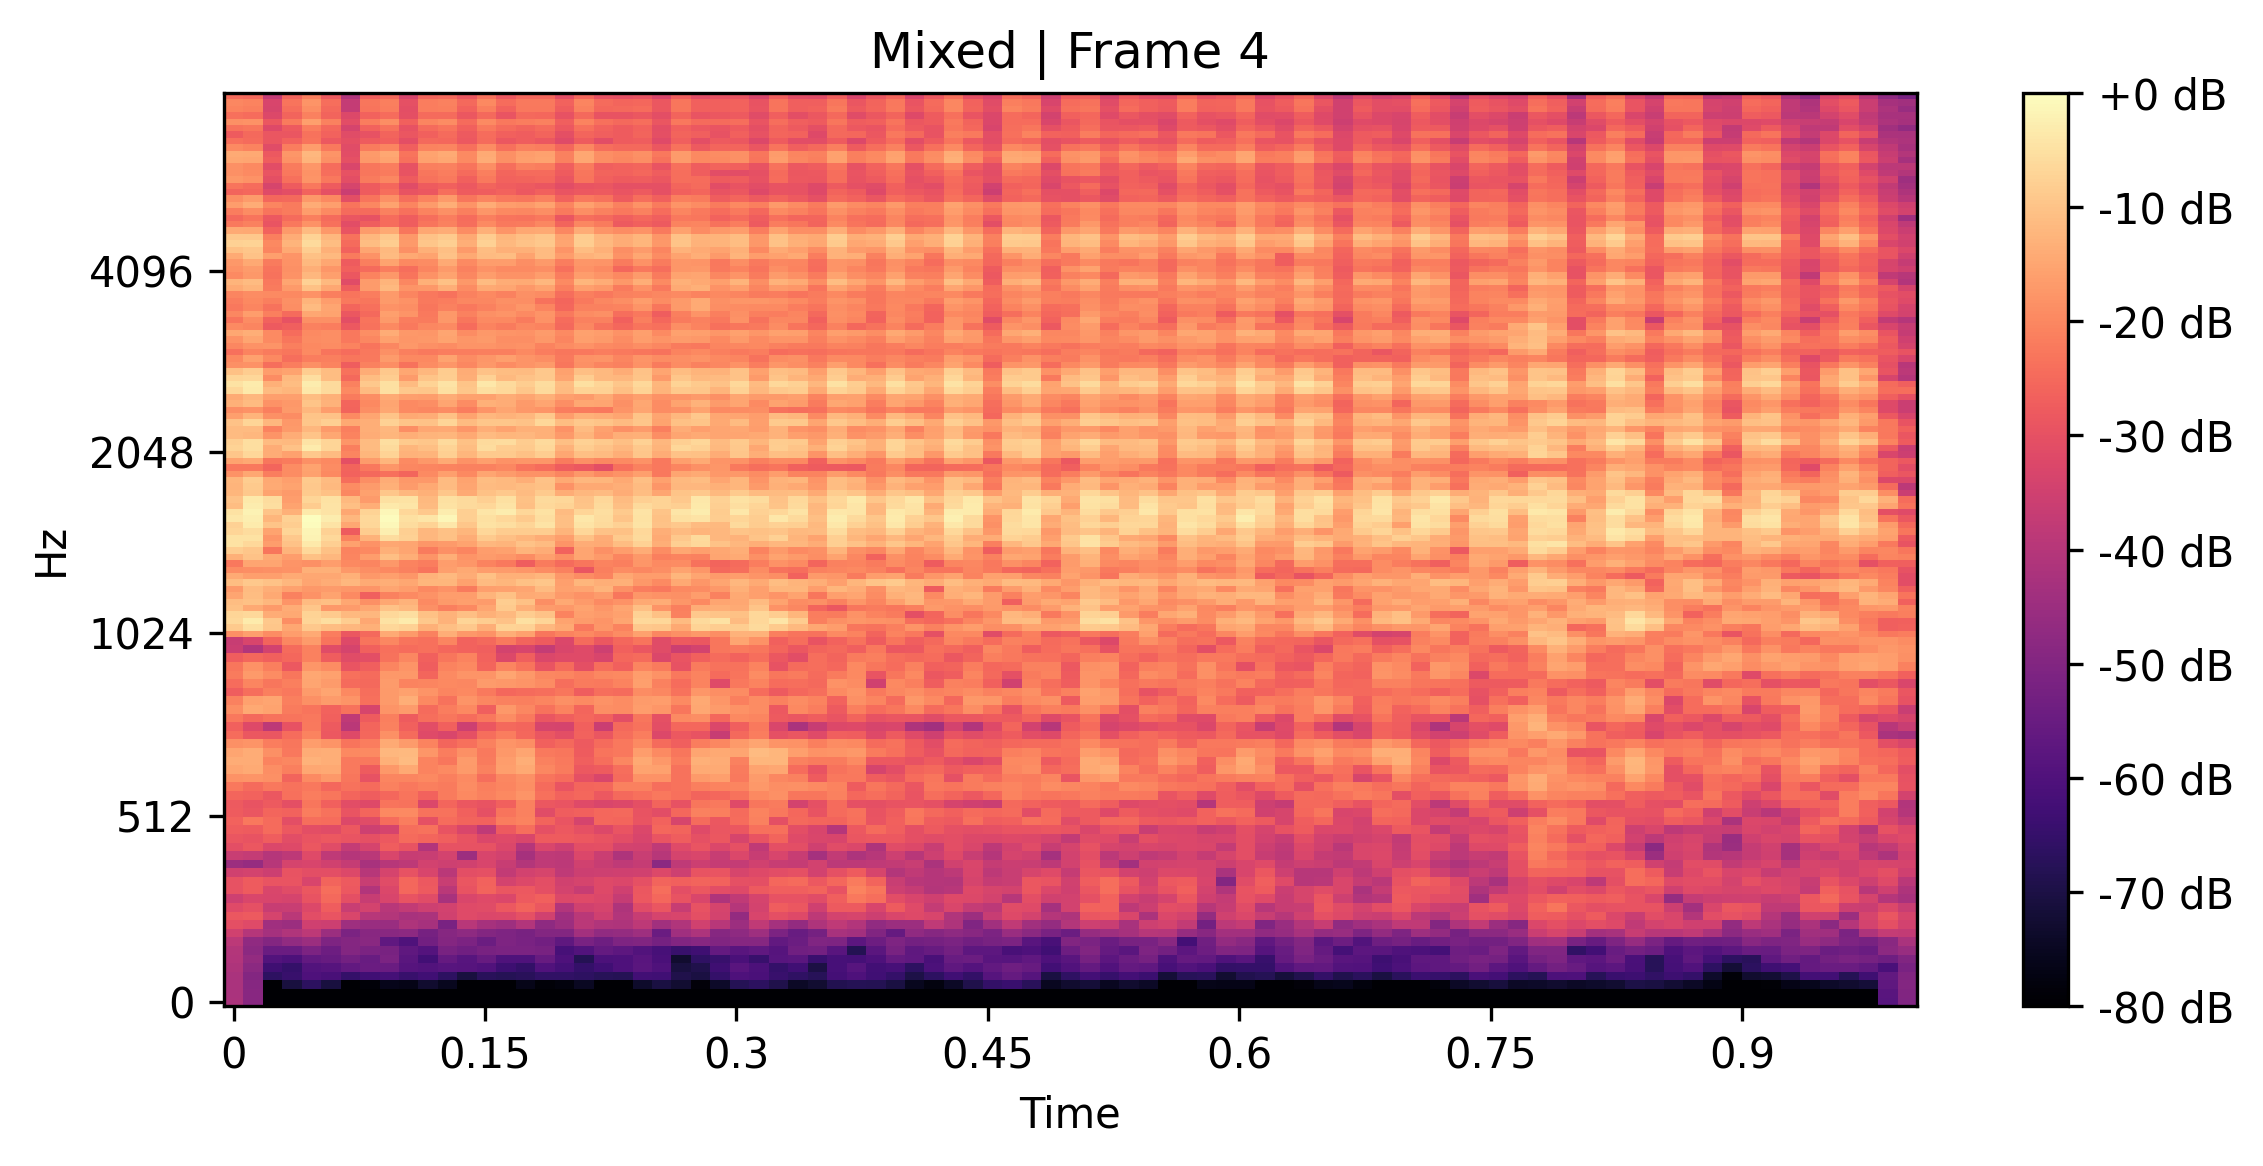 Mixed | Frame 4
+0 dB
-10 dB
-20 dB
-30 dB
-40 dB
-50 dB
-60 dB
-70 dB
-80 dB
4096
2048
1024
512
0
Hz
0 0.15 0.3 0.45 0.6 0.75 0.9
Time